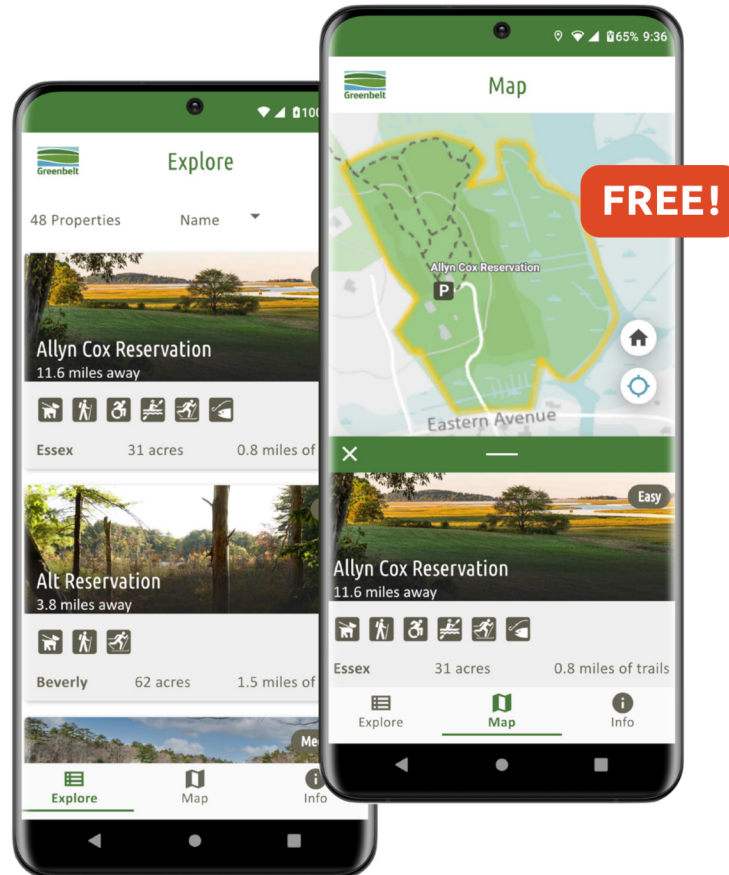 100
Greenbelt
Explore
48 Properties Name
Allyn Cox Reservation
11.6 miles away
Essex 31 acres 0.8 miles of
Alt Reservation
3.8 miles away
Beverly 62 acres 1.5 miles of
Me
Explore Map Info
65% 9:36
Greenbelt
Map
FREE!
Allyn Cox Reservation
P
Eastern Avenue
Easy
Allyn Cox Reservation
11.6 miles away
Essex 31 acres 0.8 miles of trails
Explore Map Info